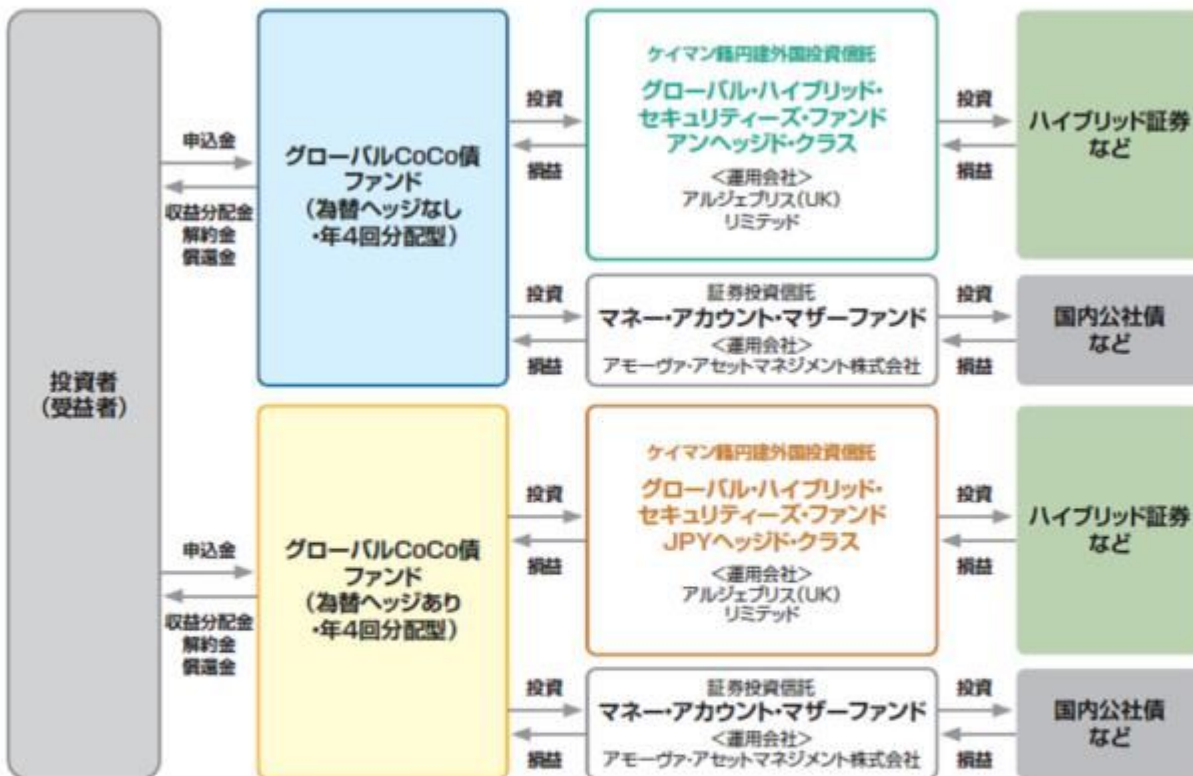 投資者
（受益者）
申込金
収益分配金
解約金
償還金
グローバルCoCo債
ファンド
（為替ヘッジなし
・年4回分配型）
投資
損益
ケイマン籍円建外国投資信託
グローバル・ハイブリッド・
セキュリティーズ・ファンド
アンヘッジド・クラス
＜運用会社＞
アルジェブリス(UK)
リミテッド
投資
損益
ハイブリッド証券
など
投資
損益
証券投資信託
マネー・アカウント・マザーファンド
＜運用会社＞
アモーヴァ・アセットマネジメント株式会社
投資
損益
国内公社債
など
申込金
収益分配金
解約金
償還金
グローバルCoCo債
ファンド
（為替ヘッジあり
・年4回分配型）
投資
損益
ケイマン籍円建外国投資信託
グローバル・ハイブリッド・
セキュリティーズ・ファンド
JPYヘッジド・クラス
＜運用会社＞
アルジェブリス(UK)
リミテッド
投資
損益
ハイブリッド証券
など
投資
損益
証券投資信託
マネー・アカウント・マザーファンド
＜運用会社＞
アモーヴァ・アセットマネジメント株式会社
投資
損益
国内公社債
など